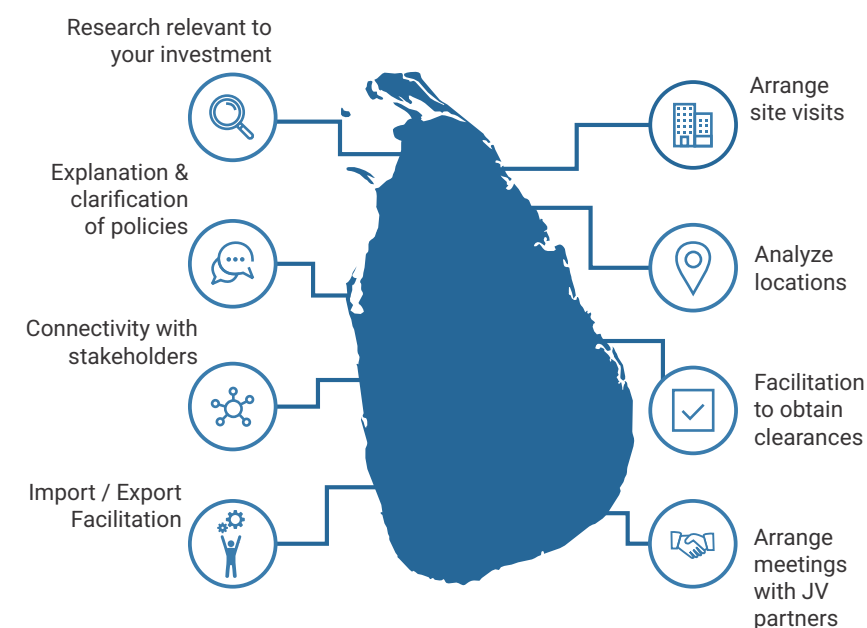 Research relevant to
your investment
Explanation &
clarification
of policies
Connectivity with
stakeholders
Import / Export
Facilitation
Arrange
site visits
Analyze
locations
Facilitation
to obtain
clearances
Arrange
meetings
with JV
partners